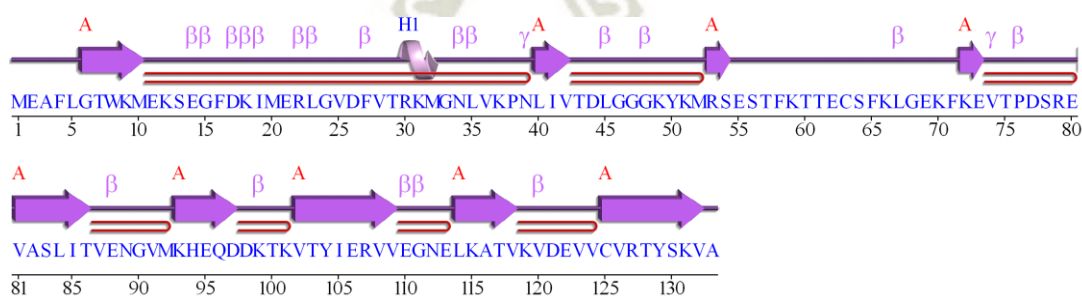 A H1 A A A
ββ βββ ββ β ββ γ β β β γ β
MEAFLGTWKMEKSEGFDKIMERLGVDFVTRKMGNLVKPNLIVTDLGGGKYKMRSESTFKTTECSFKLGEKFKEVTPDSRE
1 5 10 15 20 25 30 35 40 45 50 55 60 65 70 75 80
A A A A A
β β ββ β
VASLITVENGVMKHEQDDKTKVTYIERVVEGNELKATVKVDEVVCVRTYSKVA
81 85 90 95 100 105 110 115 120 125 130